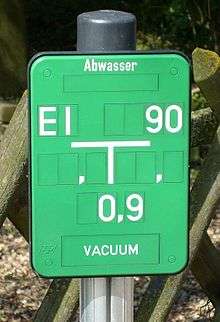 Abwasser
EI 90
, ,
0,9
VACUUM